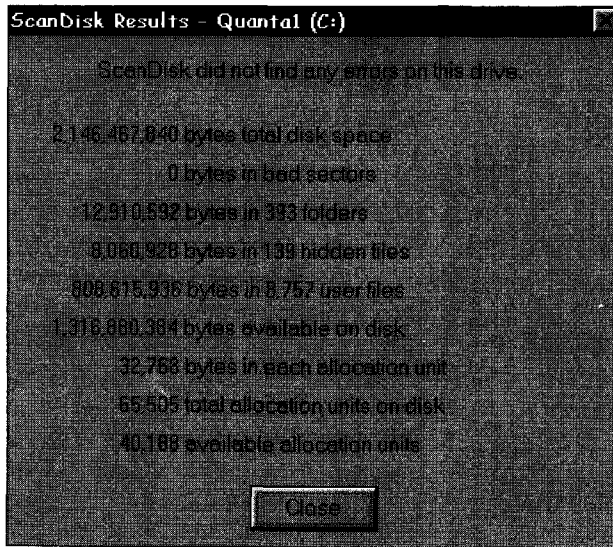 ScanDisk Results - Quanta1 (C:)
ScanDisk did not find any errors on this drive.
2,146,467,840 bytes total disk space
0 bytes in bad sectors
12,910,592 bytes in 393 folders
8,060,928 bytes in 139 hidden files
808,615,936 bytes in 8,757 user files
1,316,880,384 bytes available on disk
32,768 bytes in each allocation unit
65,505 total allocation units on disk
40,188 available allocation units
Close